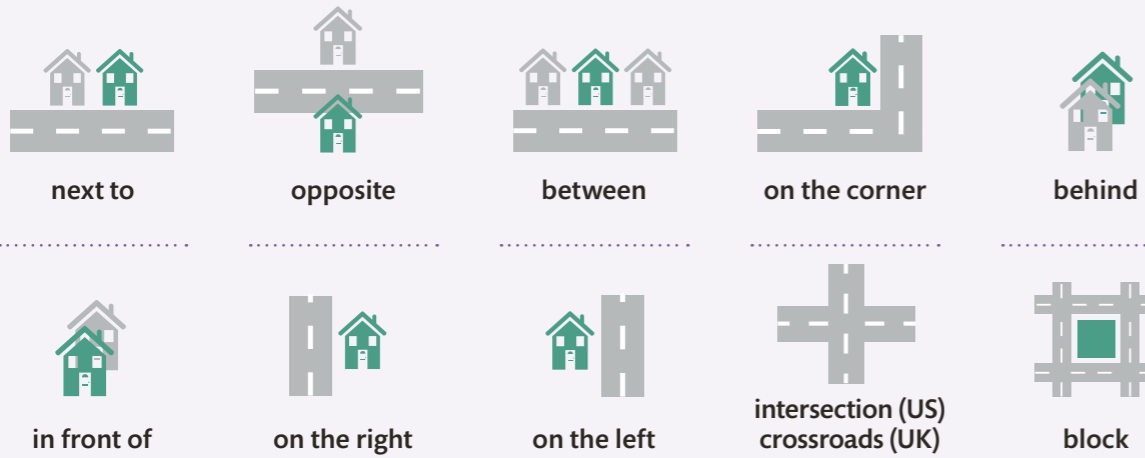 next to
opposite
between
on the corner
behind
in front of
on the right
on the left
intersection (US)
crossroads (UK)
block